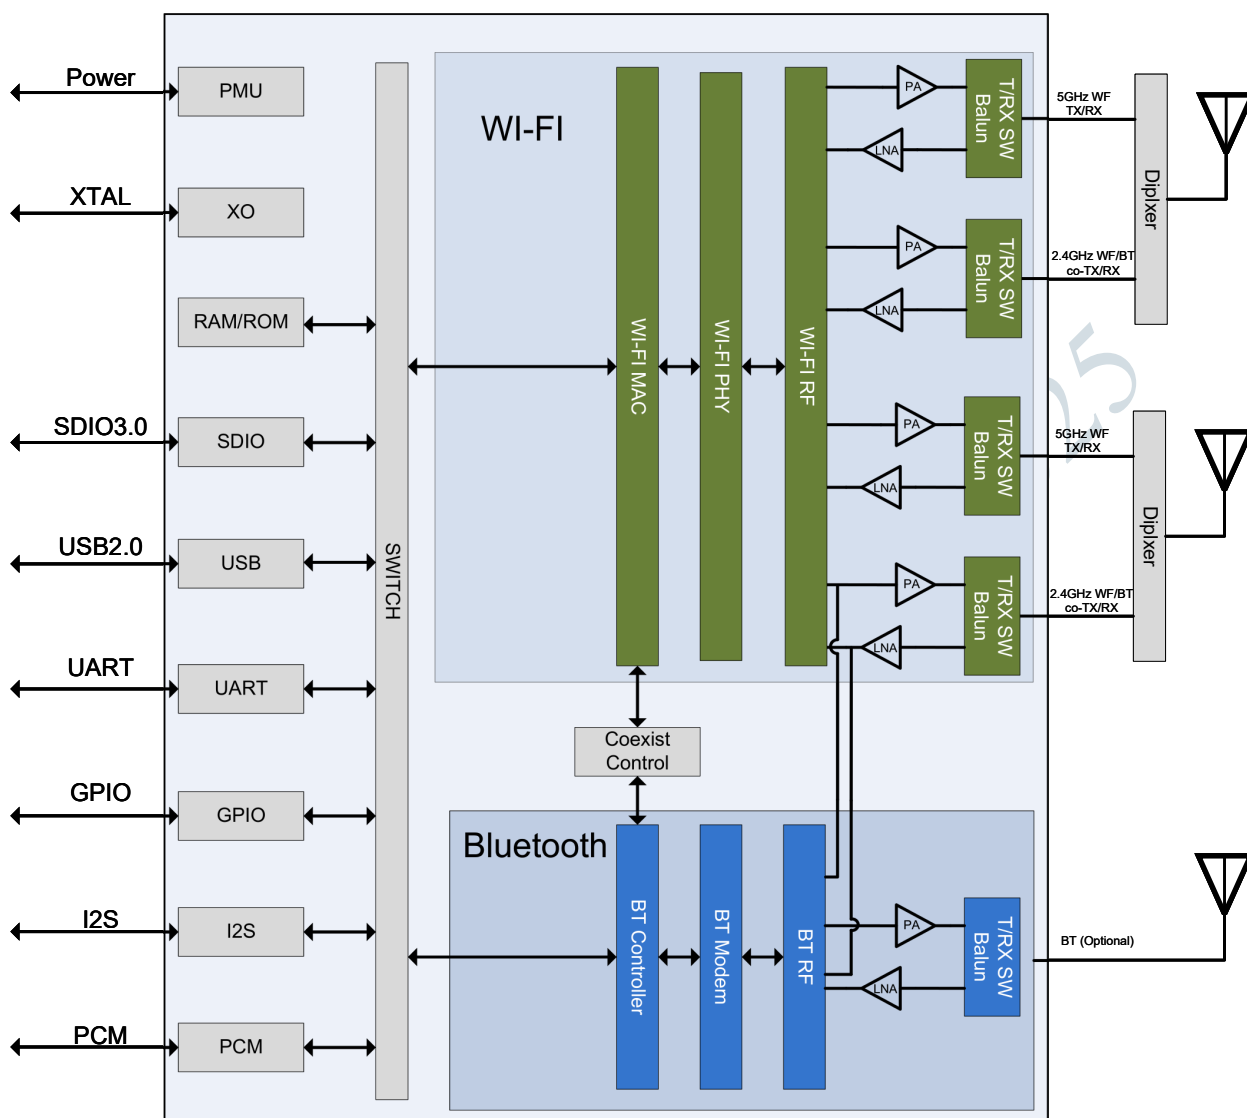 Power
PMU
XTAL
XO
RAM/ROM
SDIO3.0
SDIO
USB2.0
USB
UART
UART
GPIO
GPIO
I2S
I2S
PCM
PCM
SWITCH
WI-FI
WI-FI MAC
WI-FI PHY
WI-FI RF
PA
LNA
T/RX SW
Balun
5GHz WF
TX/RX
PA
LNA
T/RX SW
Balun
2.4GHz WF/BT
co-TX/RX
Diplxer
25
PA
LNA
T/RX SW
Balun
5GHz WF
TX/RX
PA
LNA
T/RX SW
Balun
2.4GHz WF/BT
co-TX/RX
Diplxer
Coexist
Control
Bluetooth
BT Controller
BT Modem
BT RF
PA
LNA
T/RX SW
Balun
BT (Optional)